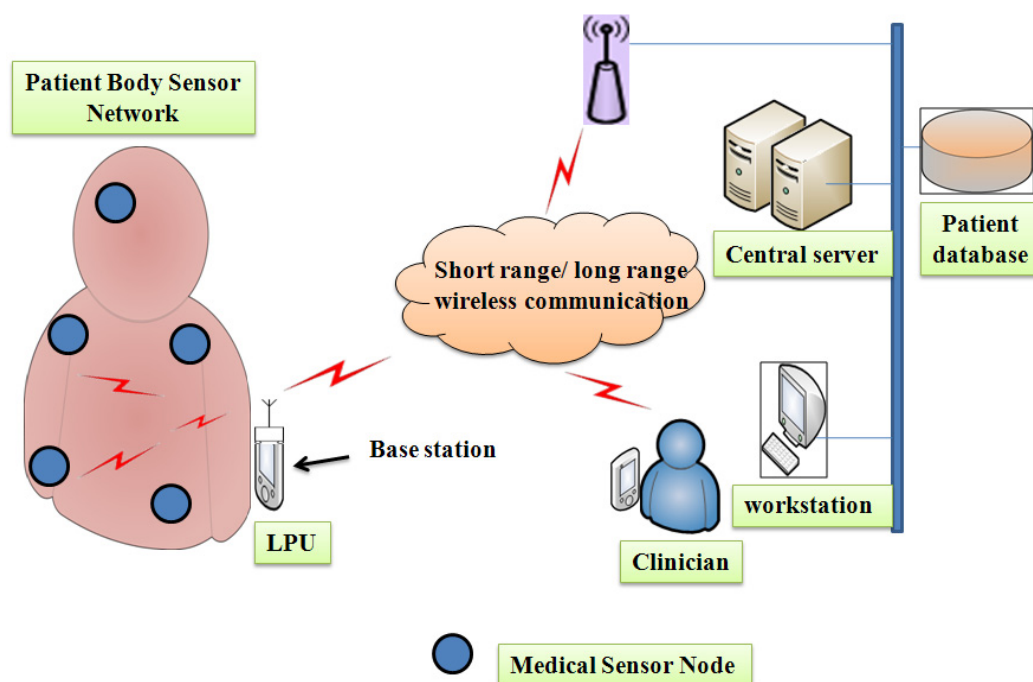 Patient Body Sensor
Network
Short range/ long range
wireless communication
Central server
Patient
database
Base station
LPU
workstation
Clinician
Medical Sensor Node